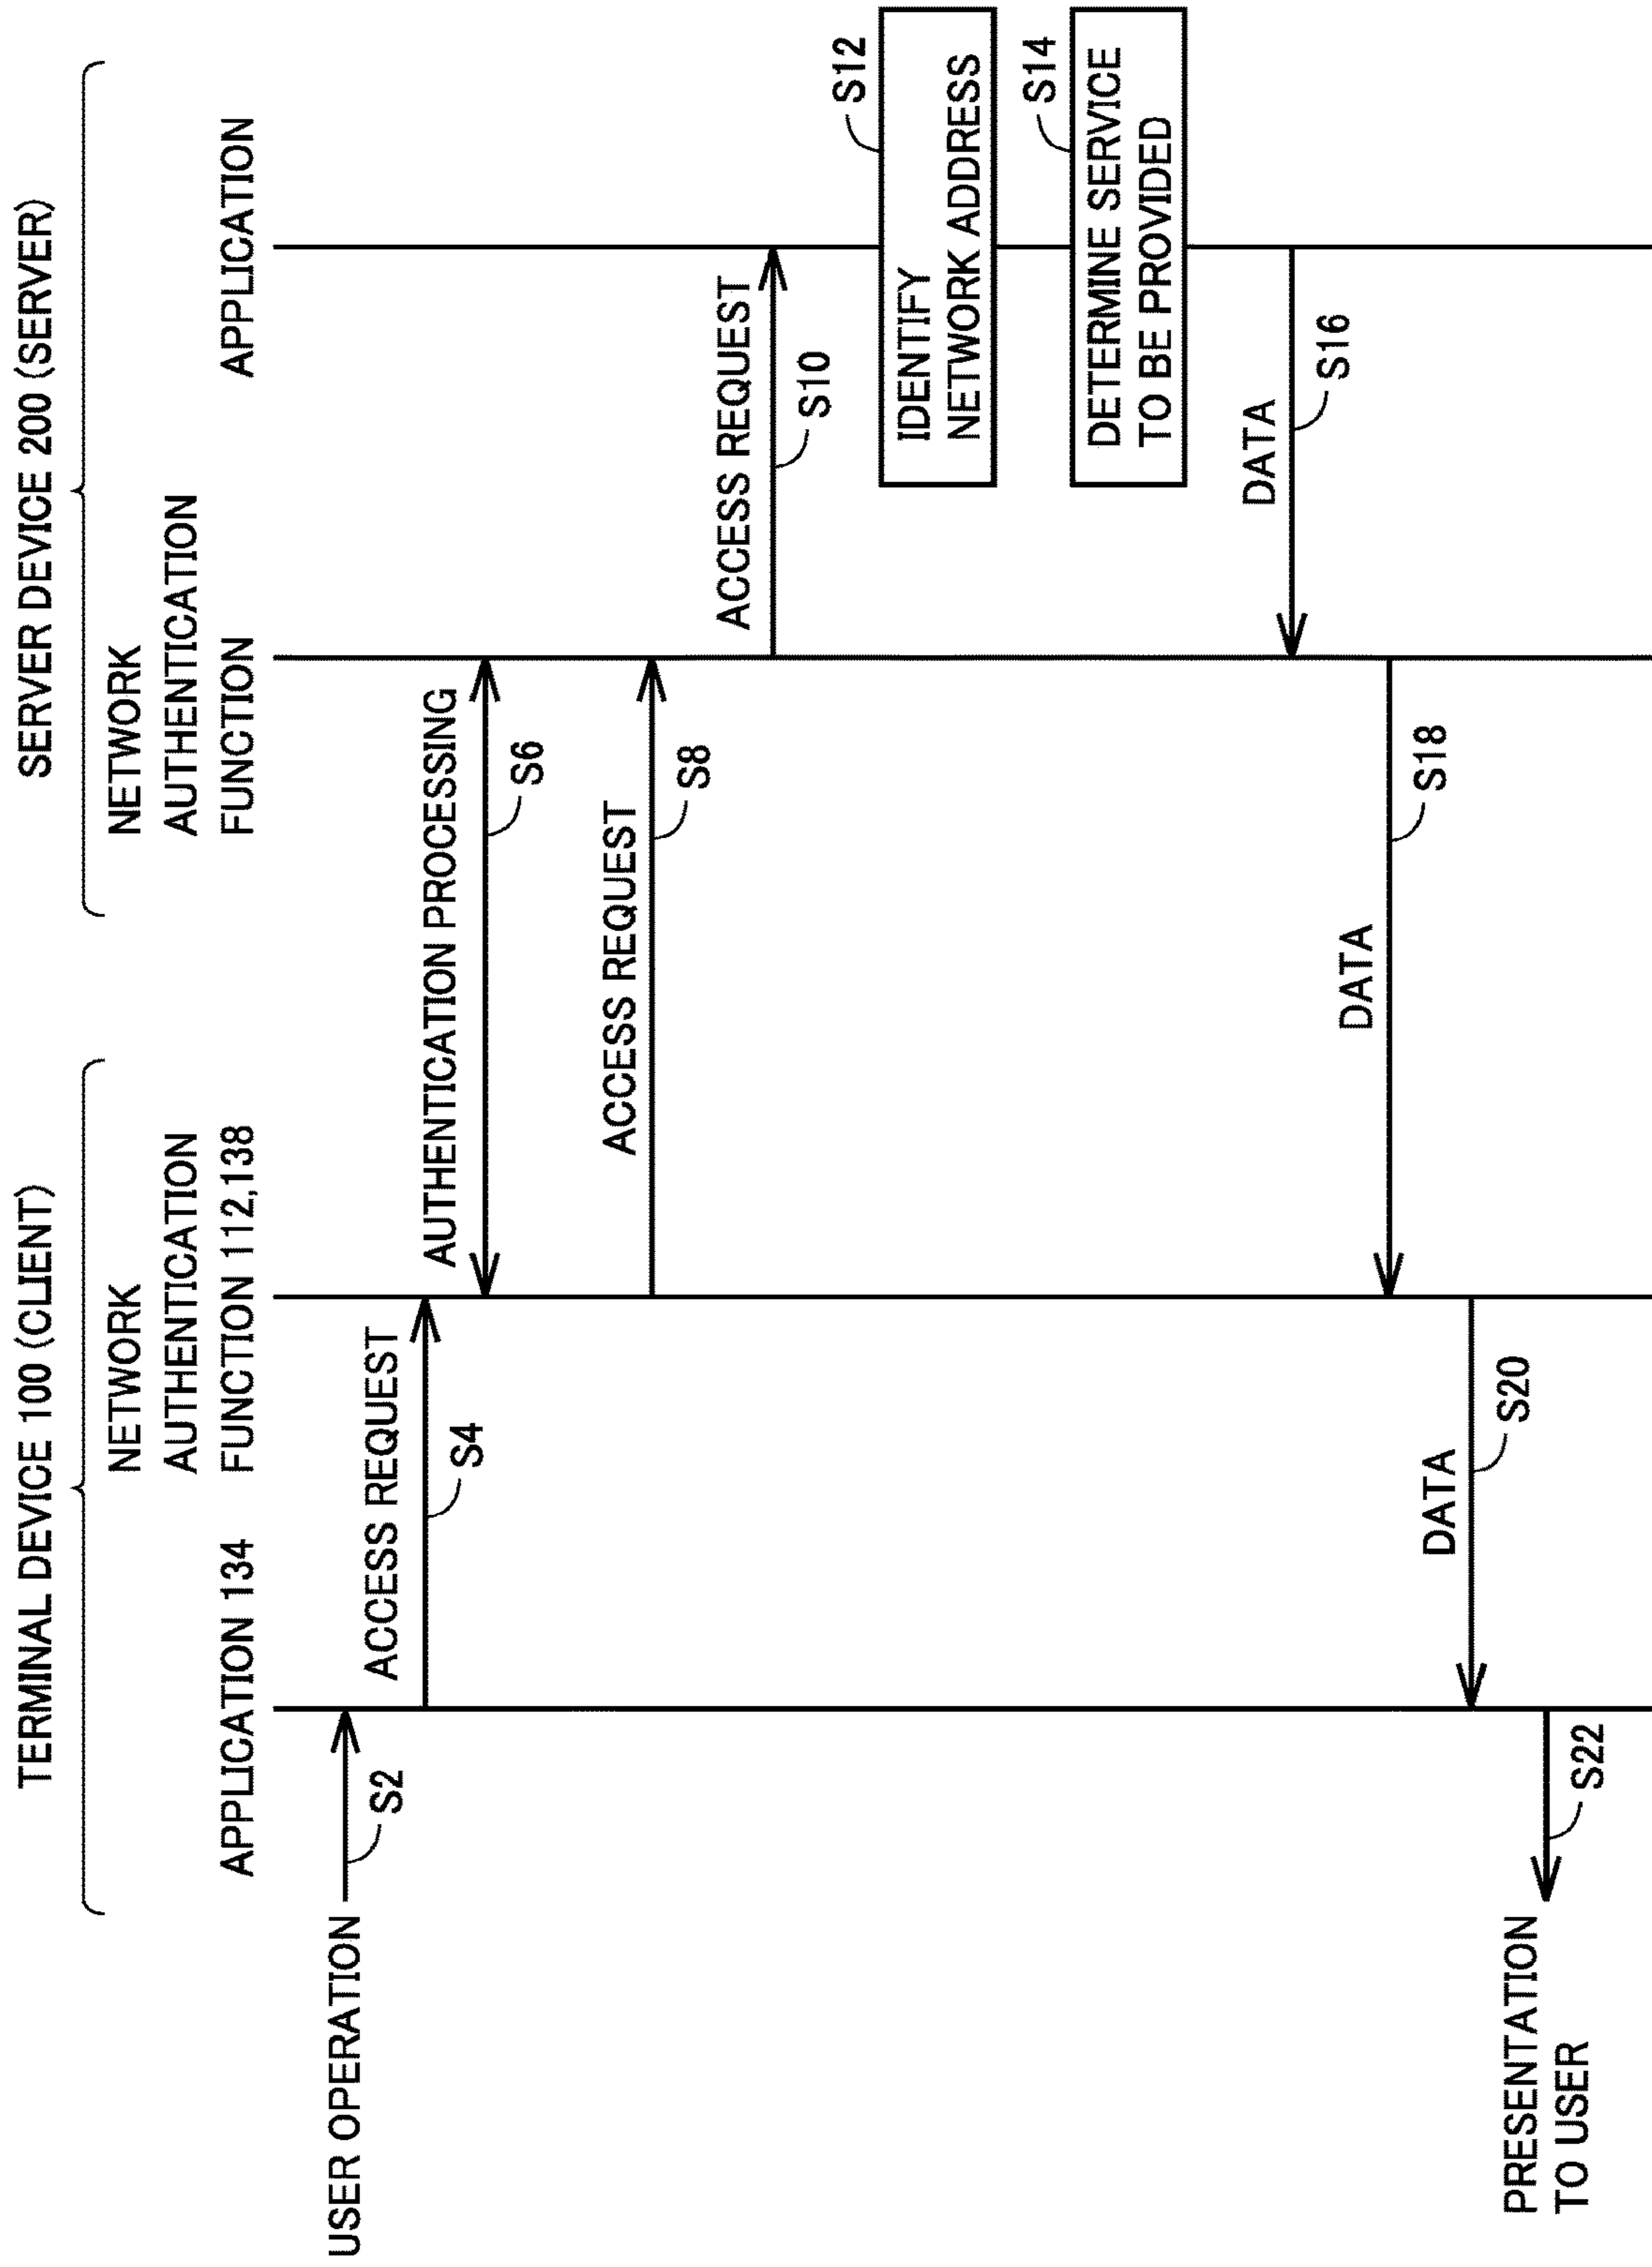 TERMINAL DEVICE 100 (CLIENT)
SERVER DEVICE 200 (SERVER)
APPLICATION 134
NETWORK
AUTHENTICATION
FUNCTION 112,138
NETWORK
AUTHENTICATION
FUNCTION
APPLICATION
USER OPERATION
S2
ACCESS REQUEST
S4
AUTHENTICATION PROCESSING
S6
ACCESS REQUEST
S8
ACCESS REQUEST
S10
S12
IDENTIFY
NETWORK ADDRESS
S14
DETERMINE SERVICE
TO BE PROVIDED
DATA
S16
DATA
S18
DATA
S20
PRESENTATION
TO USER
S22